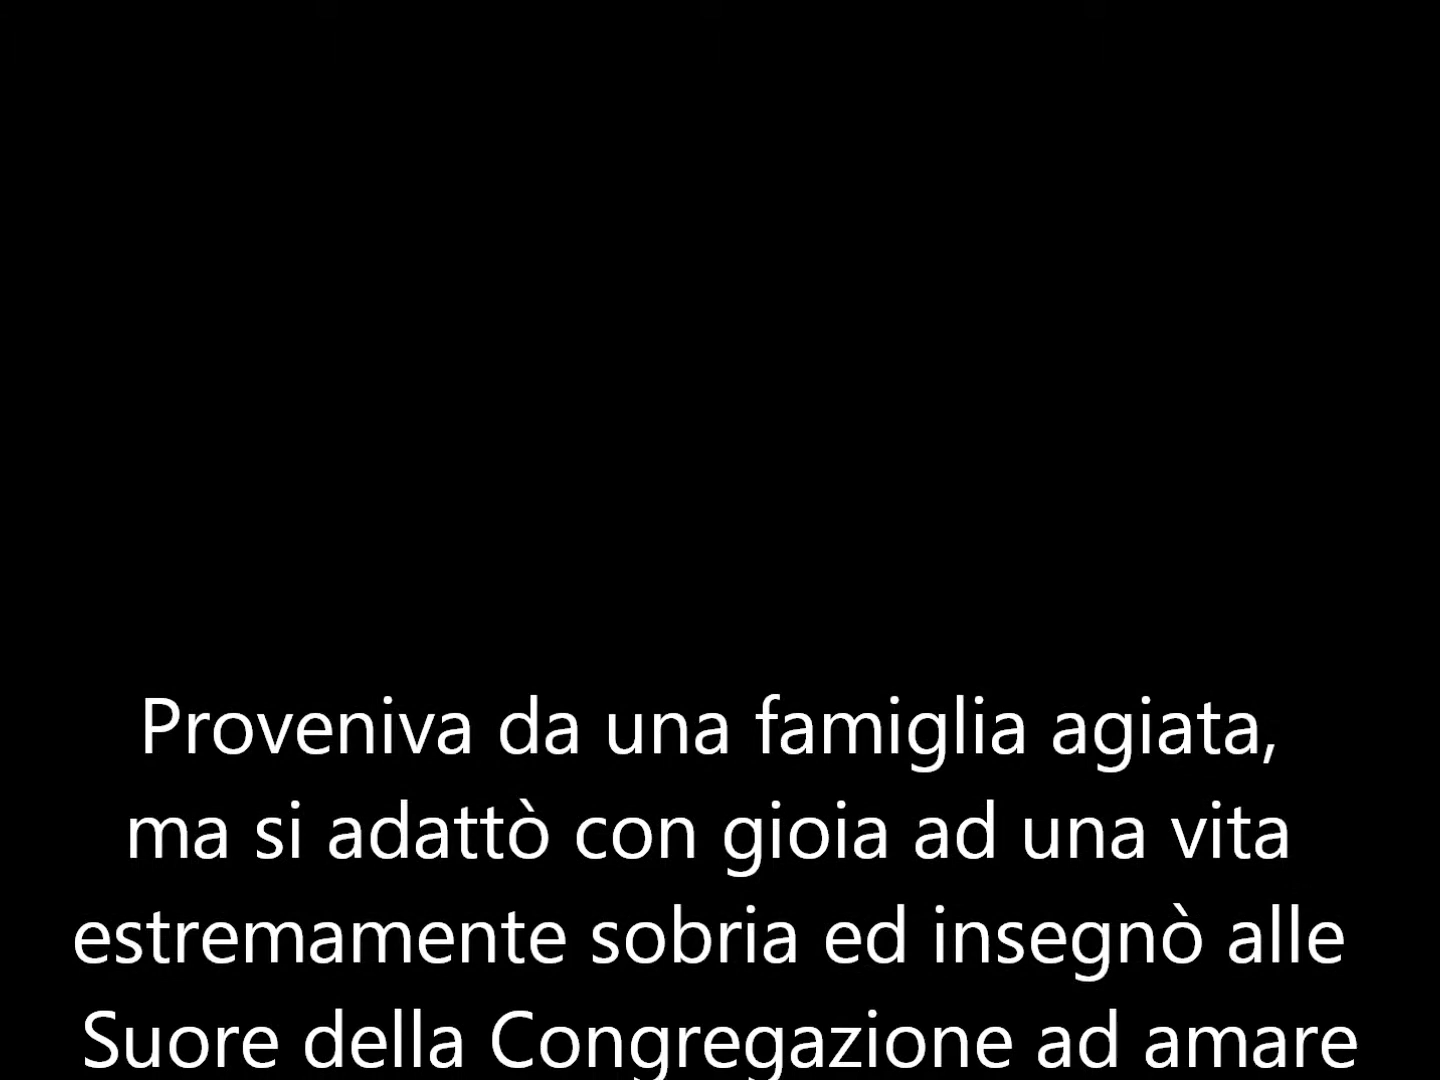 Proveniva da una famiglia agiata,
ma si adattò con gioia ad una vita
estremamente sobria ed insegnò alle
Suore della Congregazione ad amare